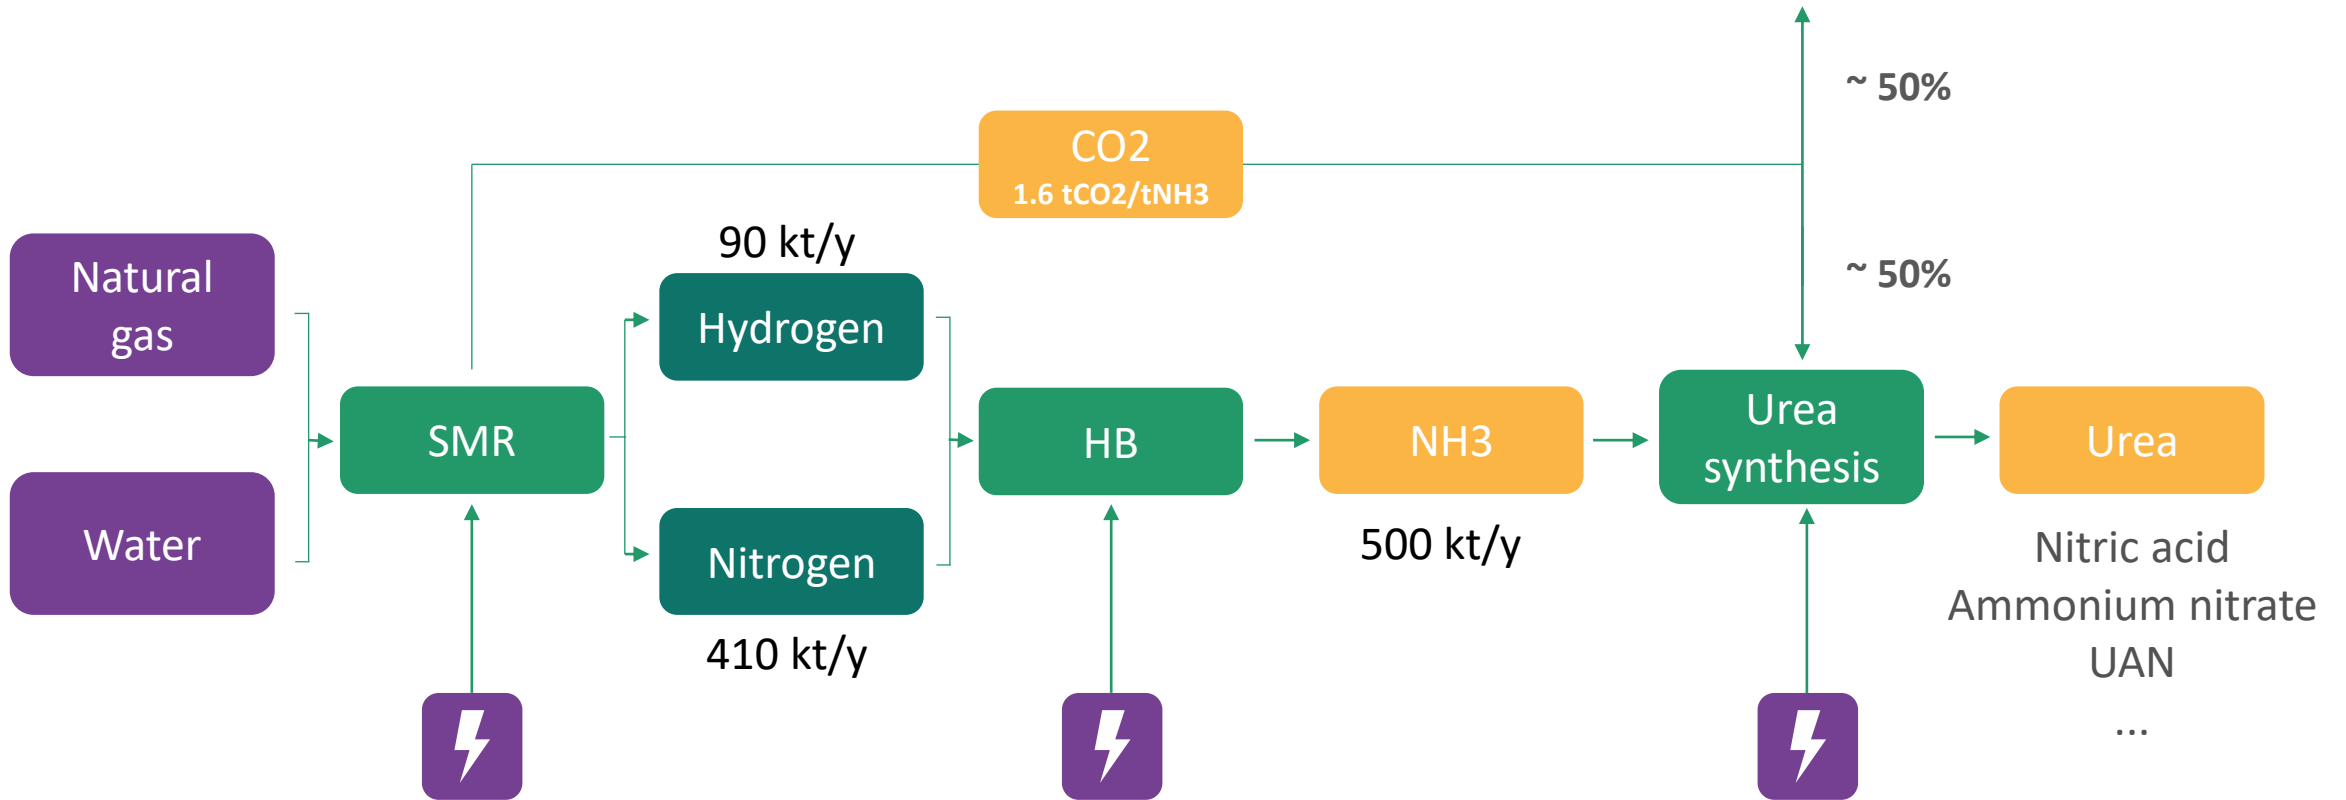 ~ 50%
CO2
1.6 tCO2/tNH3
90 kt/y
~ 50%
Natural
gas
Hydrogen
SMR
HB
NH3
Urea
synthesis
Urea
Water
Nitrogen
500 kt/y
410 kt/y
Nitric acid
Ammonium nitrate
UAN
...